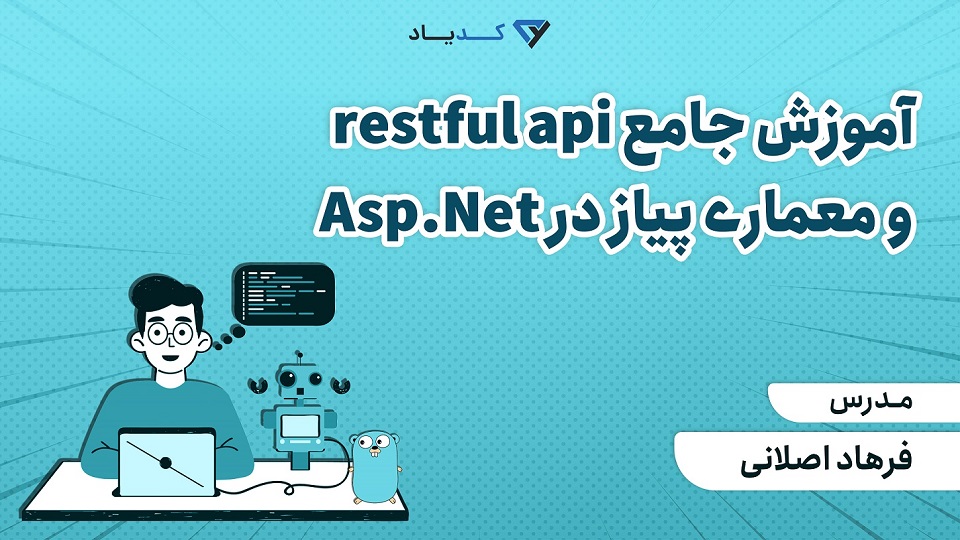 کدیاد
آموزش جامع restful api
و معماری پیاز در Asp.Net
مدرس
فرهاد اصلانی